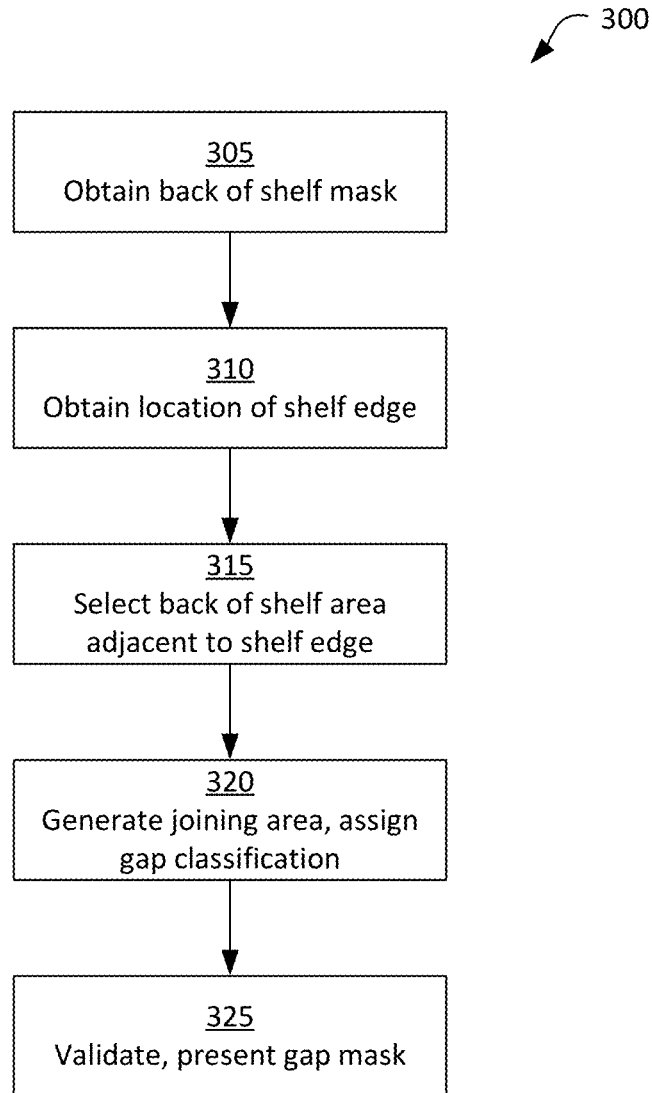 300
305
Obtain back of shelf mask
310
Obtain location of shelf edge
315
Select back of shelf area
adjacent to shelf edge
320
Generate joining area, assign
gap classification
325
Validate, present gap mask